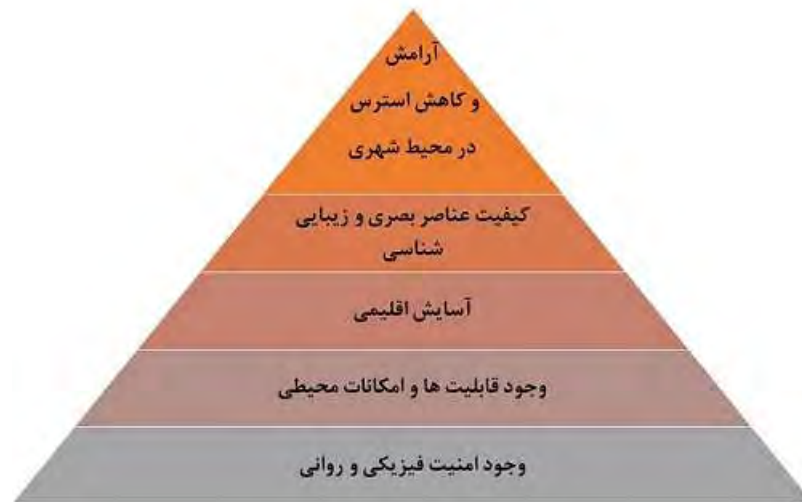 آرامش
و کاهش استرس
در محیط شهری
کیفیت عناصر بصری و زیبایی
شناسی
آسایش اقلیمی
وجود قابلیت ها و امکانات محیطی
وجود امنیت فیزیکی و روانی